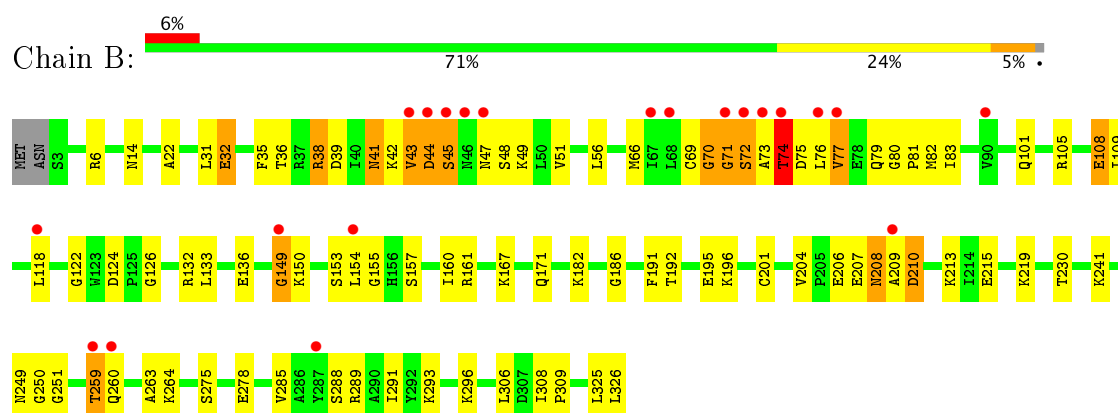 6%
Chain B:
71% 24% 5% •
MET ASN S3 R6 N14 A22 L31 E32 F35 T36 R37 R38 D39 I40 N41 K42 V43 D44 S45 N46 N47 S48 K49 L50 V51 L56 M66 I67 L68 C69 G70 E71 S72 A73 T74 D75 L76 V77 E78 Q79 G80 P81 M82 I83 V90 Q101 R105 E108
L118 G122 W123 D124 P125 G126 R132 L133 E136 G149 K150 S153 L154 G155 H156 S157 I160 R161 K167 Q171 K182 G186 F191 T192 E195 K196 C201 V204 P205 E206 E207 N208 A209 D210 K213 I214 E215 K219 T230 K241
N249 G250 G251 T259 Q260 A263 K264 S275 E278 V285 A286 Y287 S288 R289 A290 I291 Y292 K293 K296 L306 D307 I308 P309 L325 L326